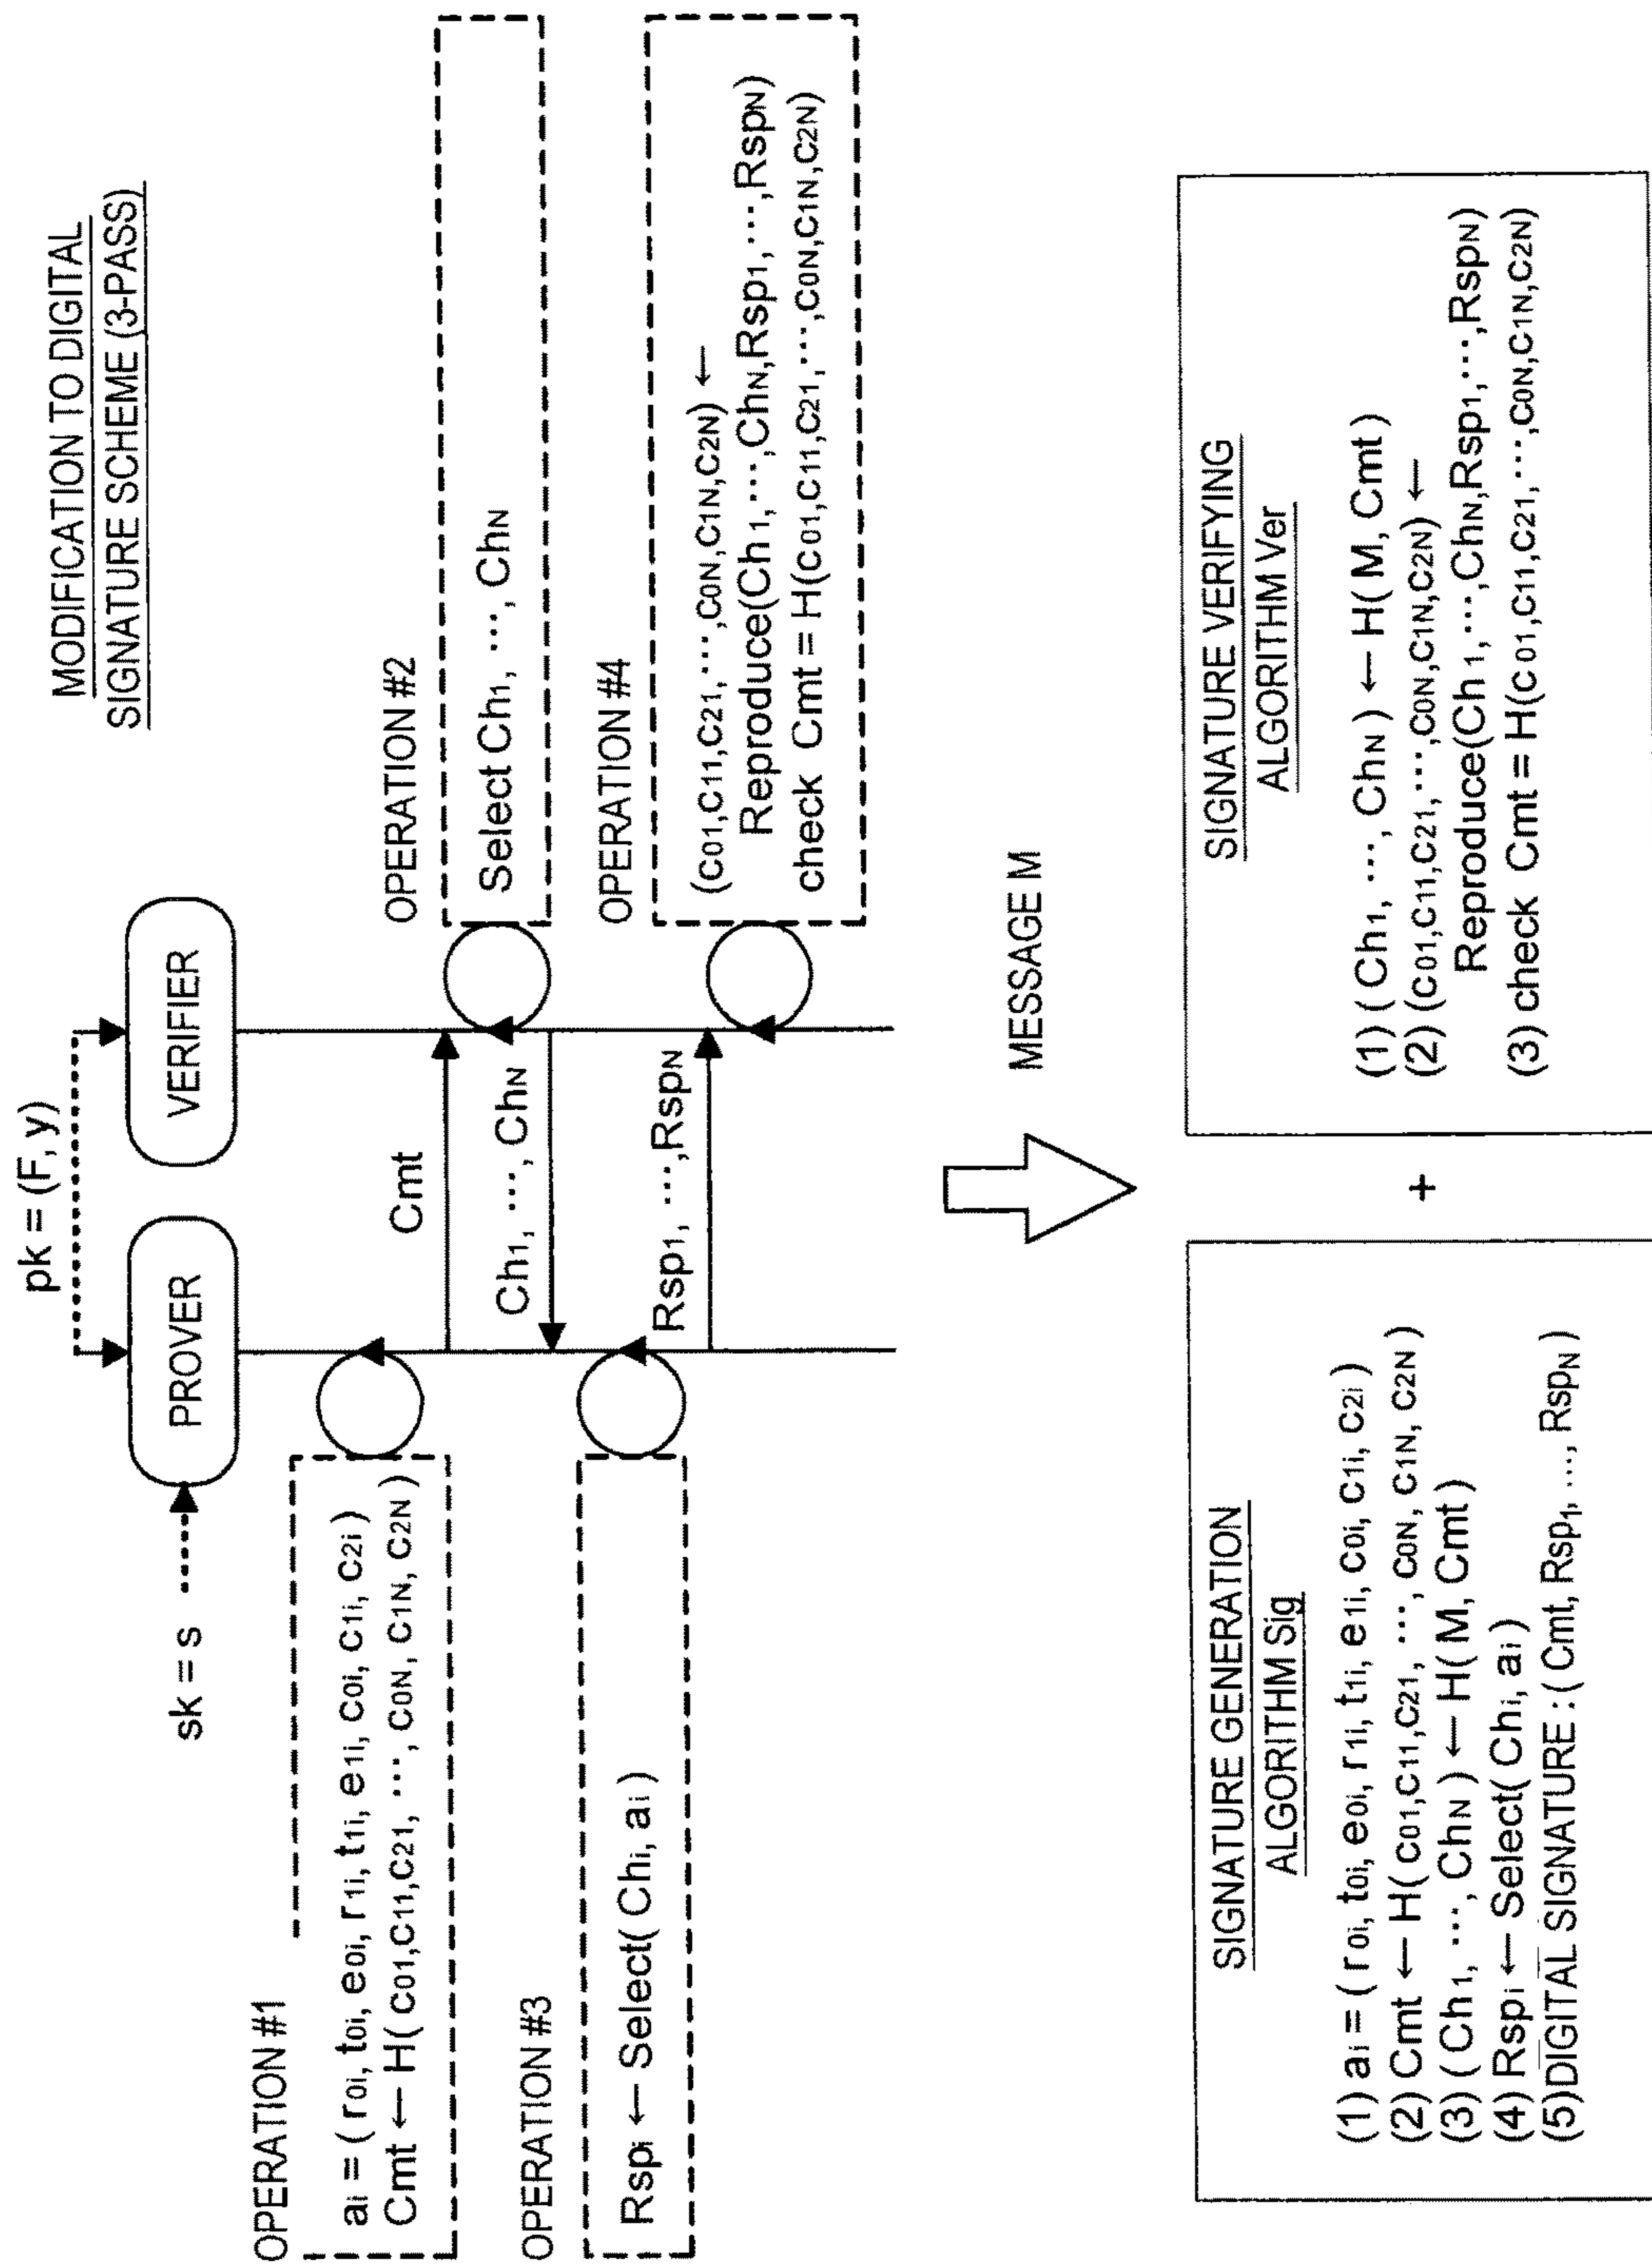 MODIFICATION TO DIGITAL
SIGNATURE SCHEME (3-PASS)
pk = (F, y)
sk = s
PROVER
VERIFIER
OPERATION #1
ai = ( r0i, t0i, e0i, r1i, t1i, e1i, c0i, c1i, c2i )
Cmt ← H( c01,c11,c21, ⋯, c0N, c1N, c2N )
Cmt
OPERATION #2
Select Ch1, ⋯, ChN
Ch1, ⋯, ChN
OPERATION #3
Rspi ← Select( Chi, ai )
Rsp1, ⋯,RspN
OPERATION #4
(c01,c11,c21, ⋯,c0N,c1N,c2N) ←
Reproduce(Ch1, ⋯,ChN,Rsp1, ⋯,RspN)
check Cmt = H(c01,c11,c21, ⋯,c0N,c1N,c2N)
MESSAGE M
SIGNATURE GENERATION
ALGORITHM Sig
(1) ai = ( r0i, t0i, e0i, r1i, t1i, e1i, c0i, c1i, c2i )
(2) Cmt ← H( c01,c11,c21, ⋯, c0N, c1N, c2N )
(3) ( Ch1, ⋯, ChN ) ← H( M, Cmt )
(4) Rspi ← Select( Chi, ai )
(5)DIGITAL SIGNATURE : ( Cmt, Rsp1, ..., RspN )
+
SIGNATURE VERIFYING
ALGORITHM Ver
(1) ( Ch1, ⋯, ChN ) ← H( M, Cmt )
(2) (c01,c11,c21, ⋯,c0N,c1N,c2N) ←
Reproduce(Ch1, ⋯,ChN,Rsp1, ⋯,RspN)
(3) check Cmt = H(c01,c11,c21, ⋯,c0N,c1N,c2N)